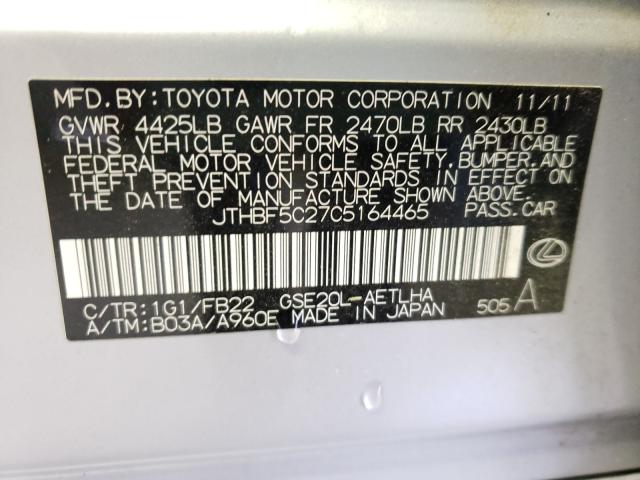 MFD. BY: TOYOTA MOTOR CORPORATION 11/11
GVWR 4425LB GAWR FR 2470LB RR 2430LB
THIS VEHICLE CONFORMS TO ALL APPLICABLE
FEDERAL MOTOR VEHICLE SAFETY, BUMPER, AND
THEFT PREVENTION STANDARDS IN EFFECT ON
THE DATE OF MANUFACTURE SHOWN ABOVE.
JTHBF5C27C5164465 PASS. CAR
C/TR: 1G1/FB22 GSE20L-AETLHA
A/TM: B03A/A960E MADE IN JAPAN 505 A